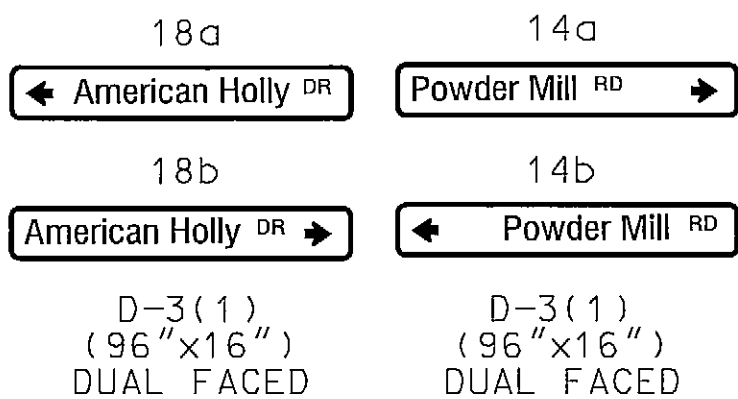 18a
← American Holly DR
18b
American Holly DR →
D-3(1)
(96"x16")
DUAL FACED
14a
Powder Mill RD →
14b
← Powder Mill RD
D-3(1)
(96"x16")
DUAL FACED